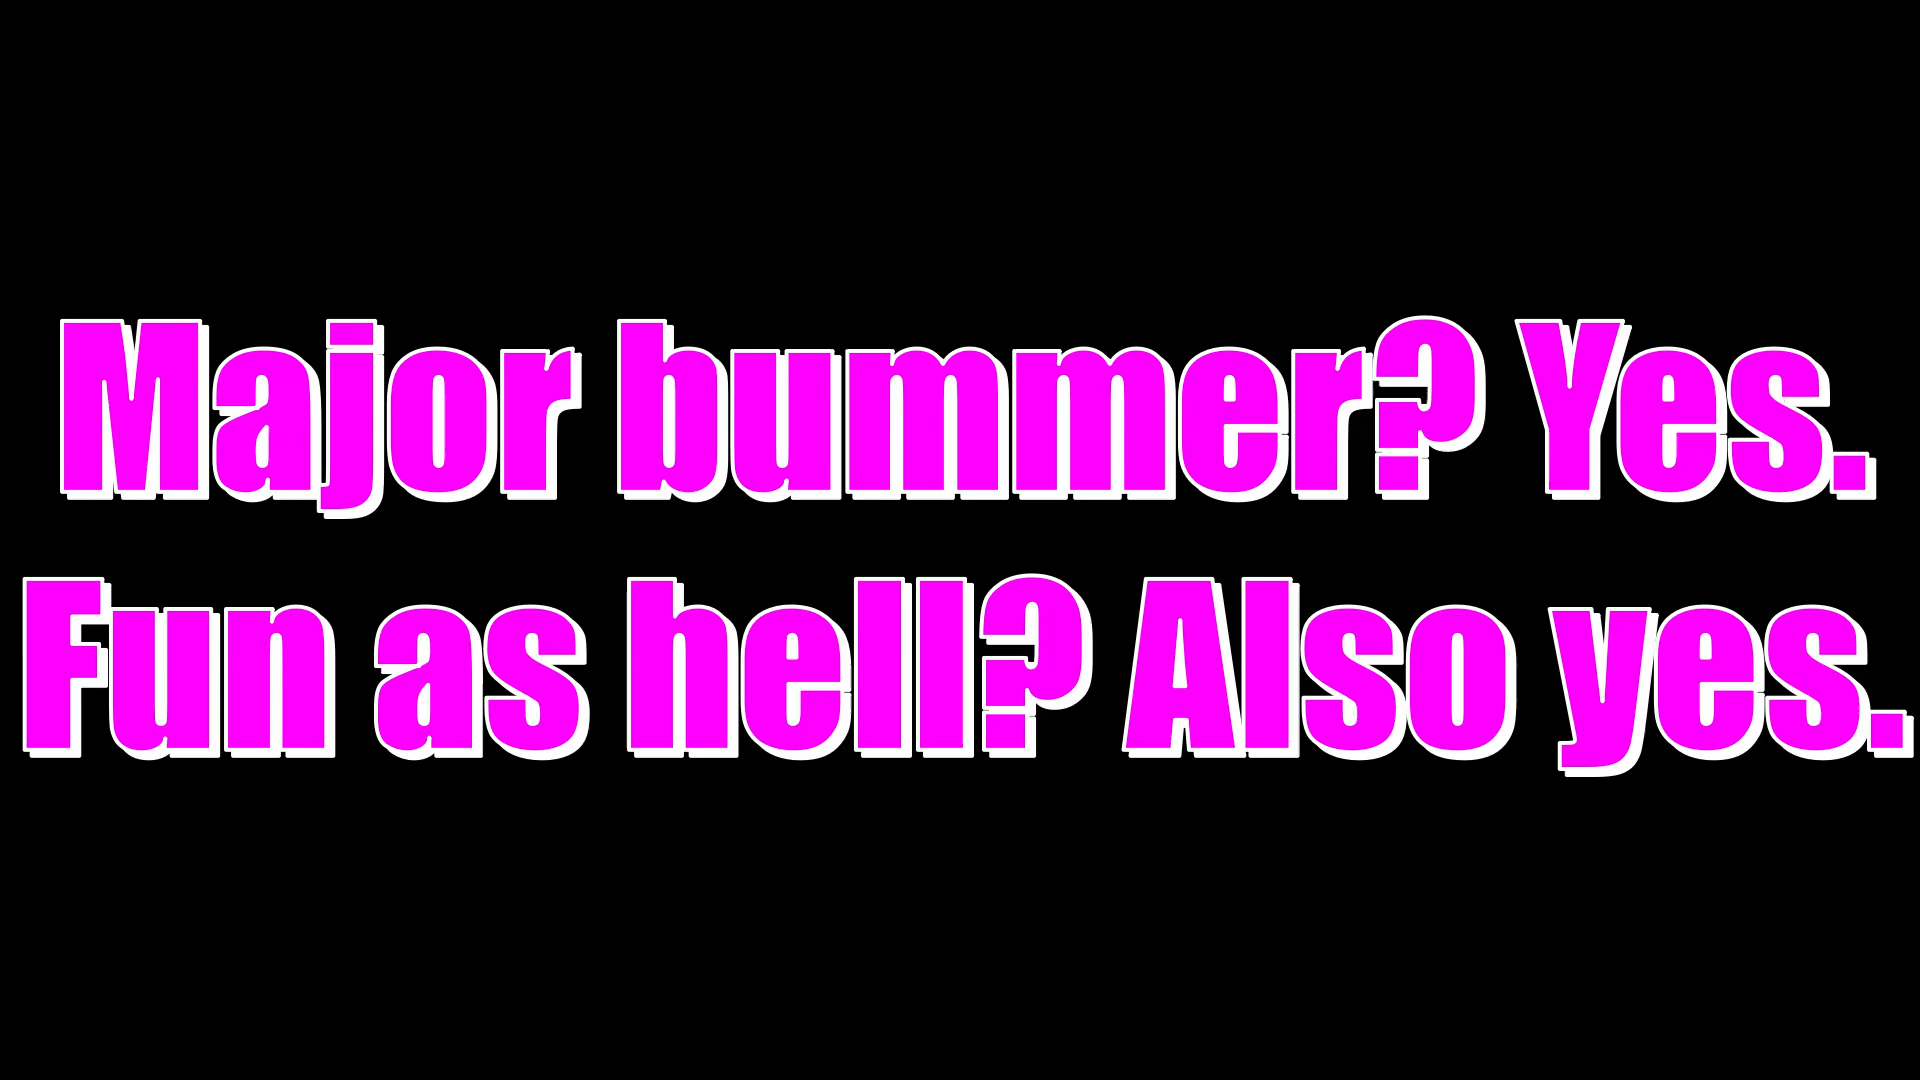 Major bummer? Yes.
Fun as hell? Also yes.